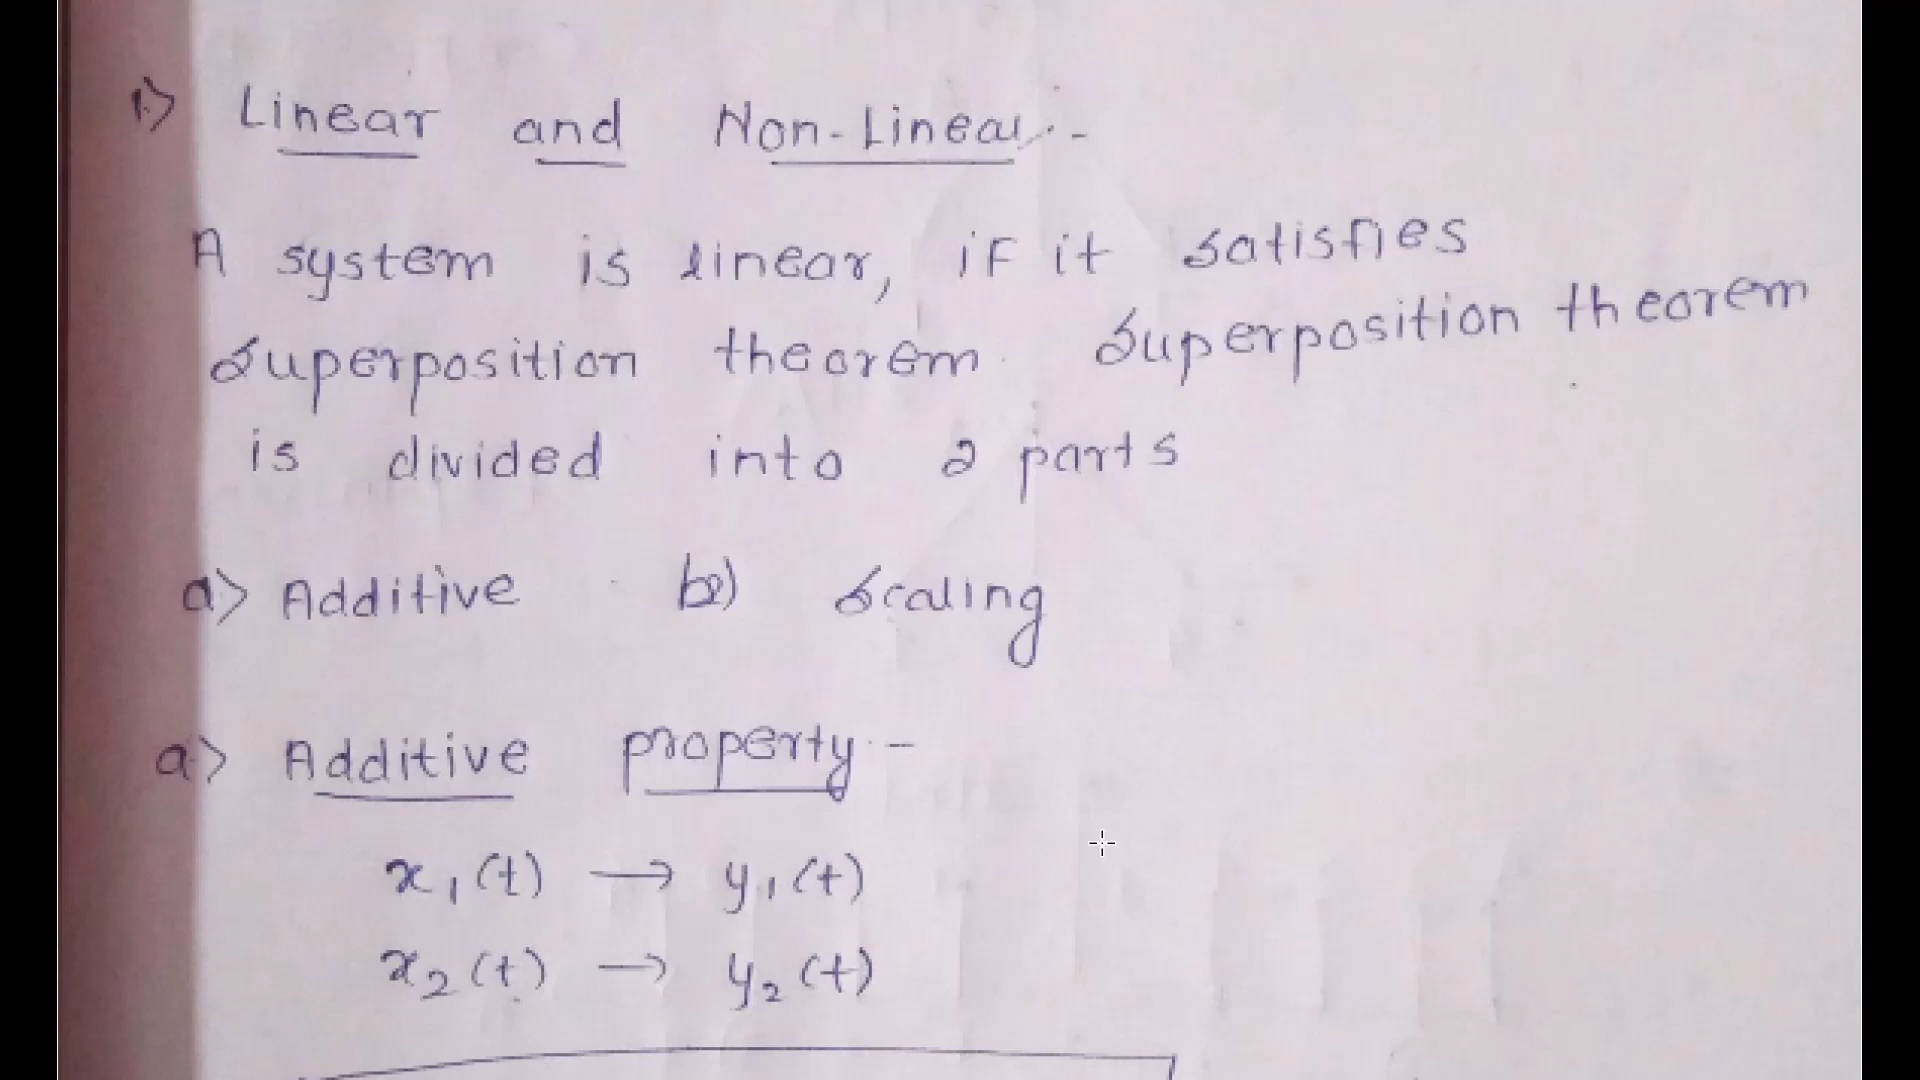 1.) Linear and Non-Linear:-
A system is linear, if it satisfies
superposition theorem. Superposition theorem
is divided into 2 parts
a) Additive b) Scaling
a) Additive property:-
x₁(t) → y₁(t)
x₂(t) → y₂(t)